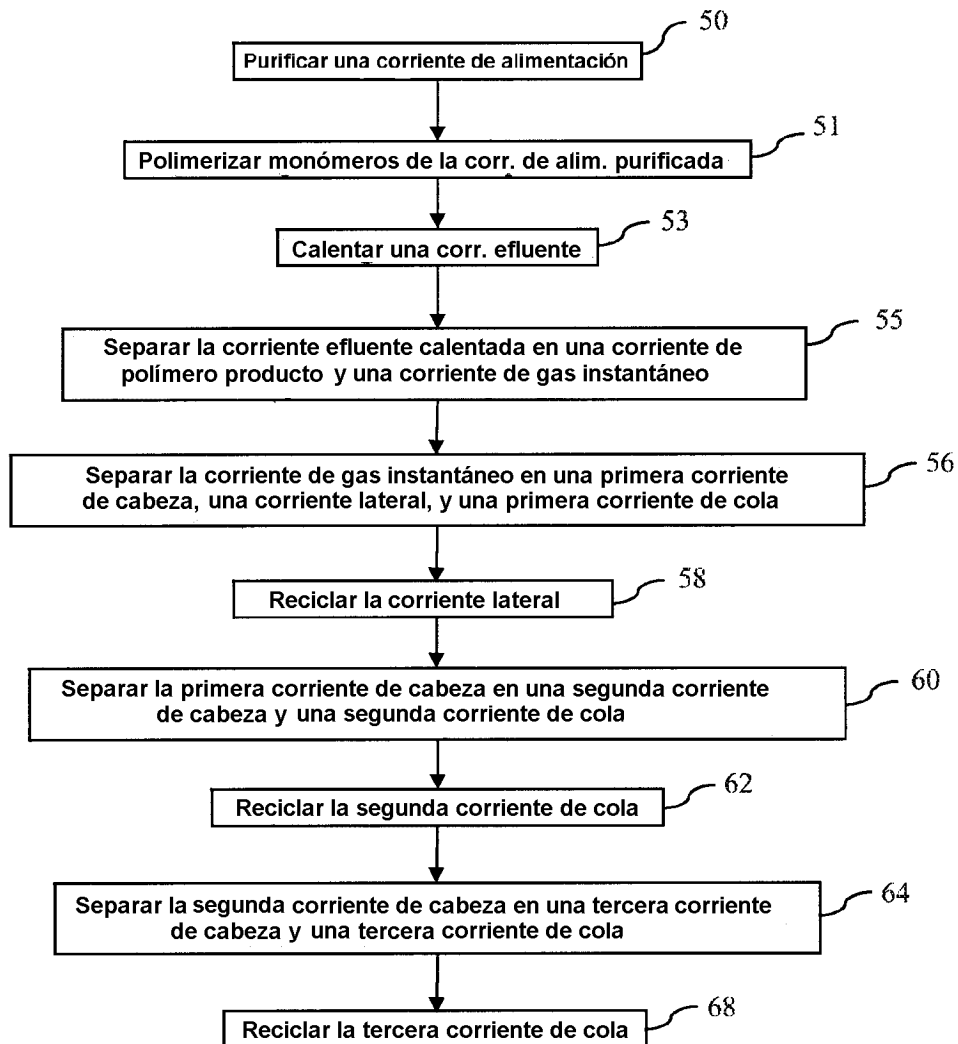 50
Purificar una corriente de alimentación
51
Polimerizar monómeros de la corr. de alim. purificada
53
Calentar una corr. efluente
55
Separar la corriente efluente calentada en una corriente de
polímero producto y una corriente de gas instantáneo
56
Separar la corriente de gas instantáneo en una primera corriente
de cabeza, una corriente lateral, y una primera corriente de cola
58
Reciclar la corriente lateral
60
Separar la primera corriente de cabeza en una segunda corriente
de cabeza y una segunda corriente de cola
62
Reciclar la segunda corriente de cola
64
Separar la segunda corriente de cabeza en una tercera corriente
de cabeza y una tercera corriente de cola
68
Reciclar la tercera corriente de cola